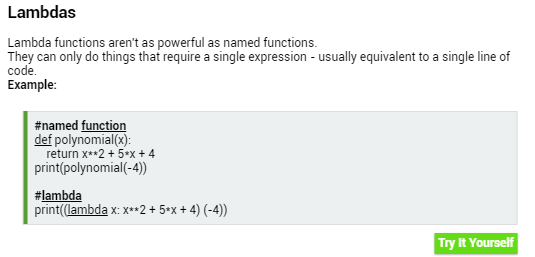 Lambdas
Lambda functions aren't as powerful as named functions.
They can only do things that require a single expression - usually equivalent to a single line of
code.
Example:
#named function
def polynomial(x):
    return x**2 + 5*x + 4
print(polynomial(-4))
#lambda
print((lambda x: x**2 + 5*x + 4) (-4))
Try It Yourself